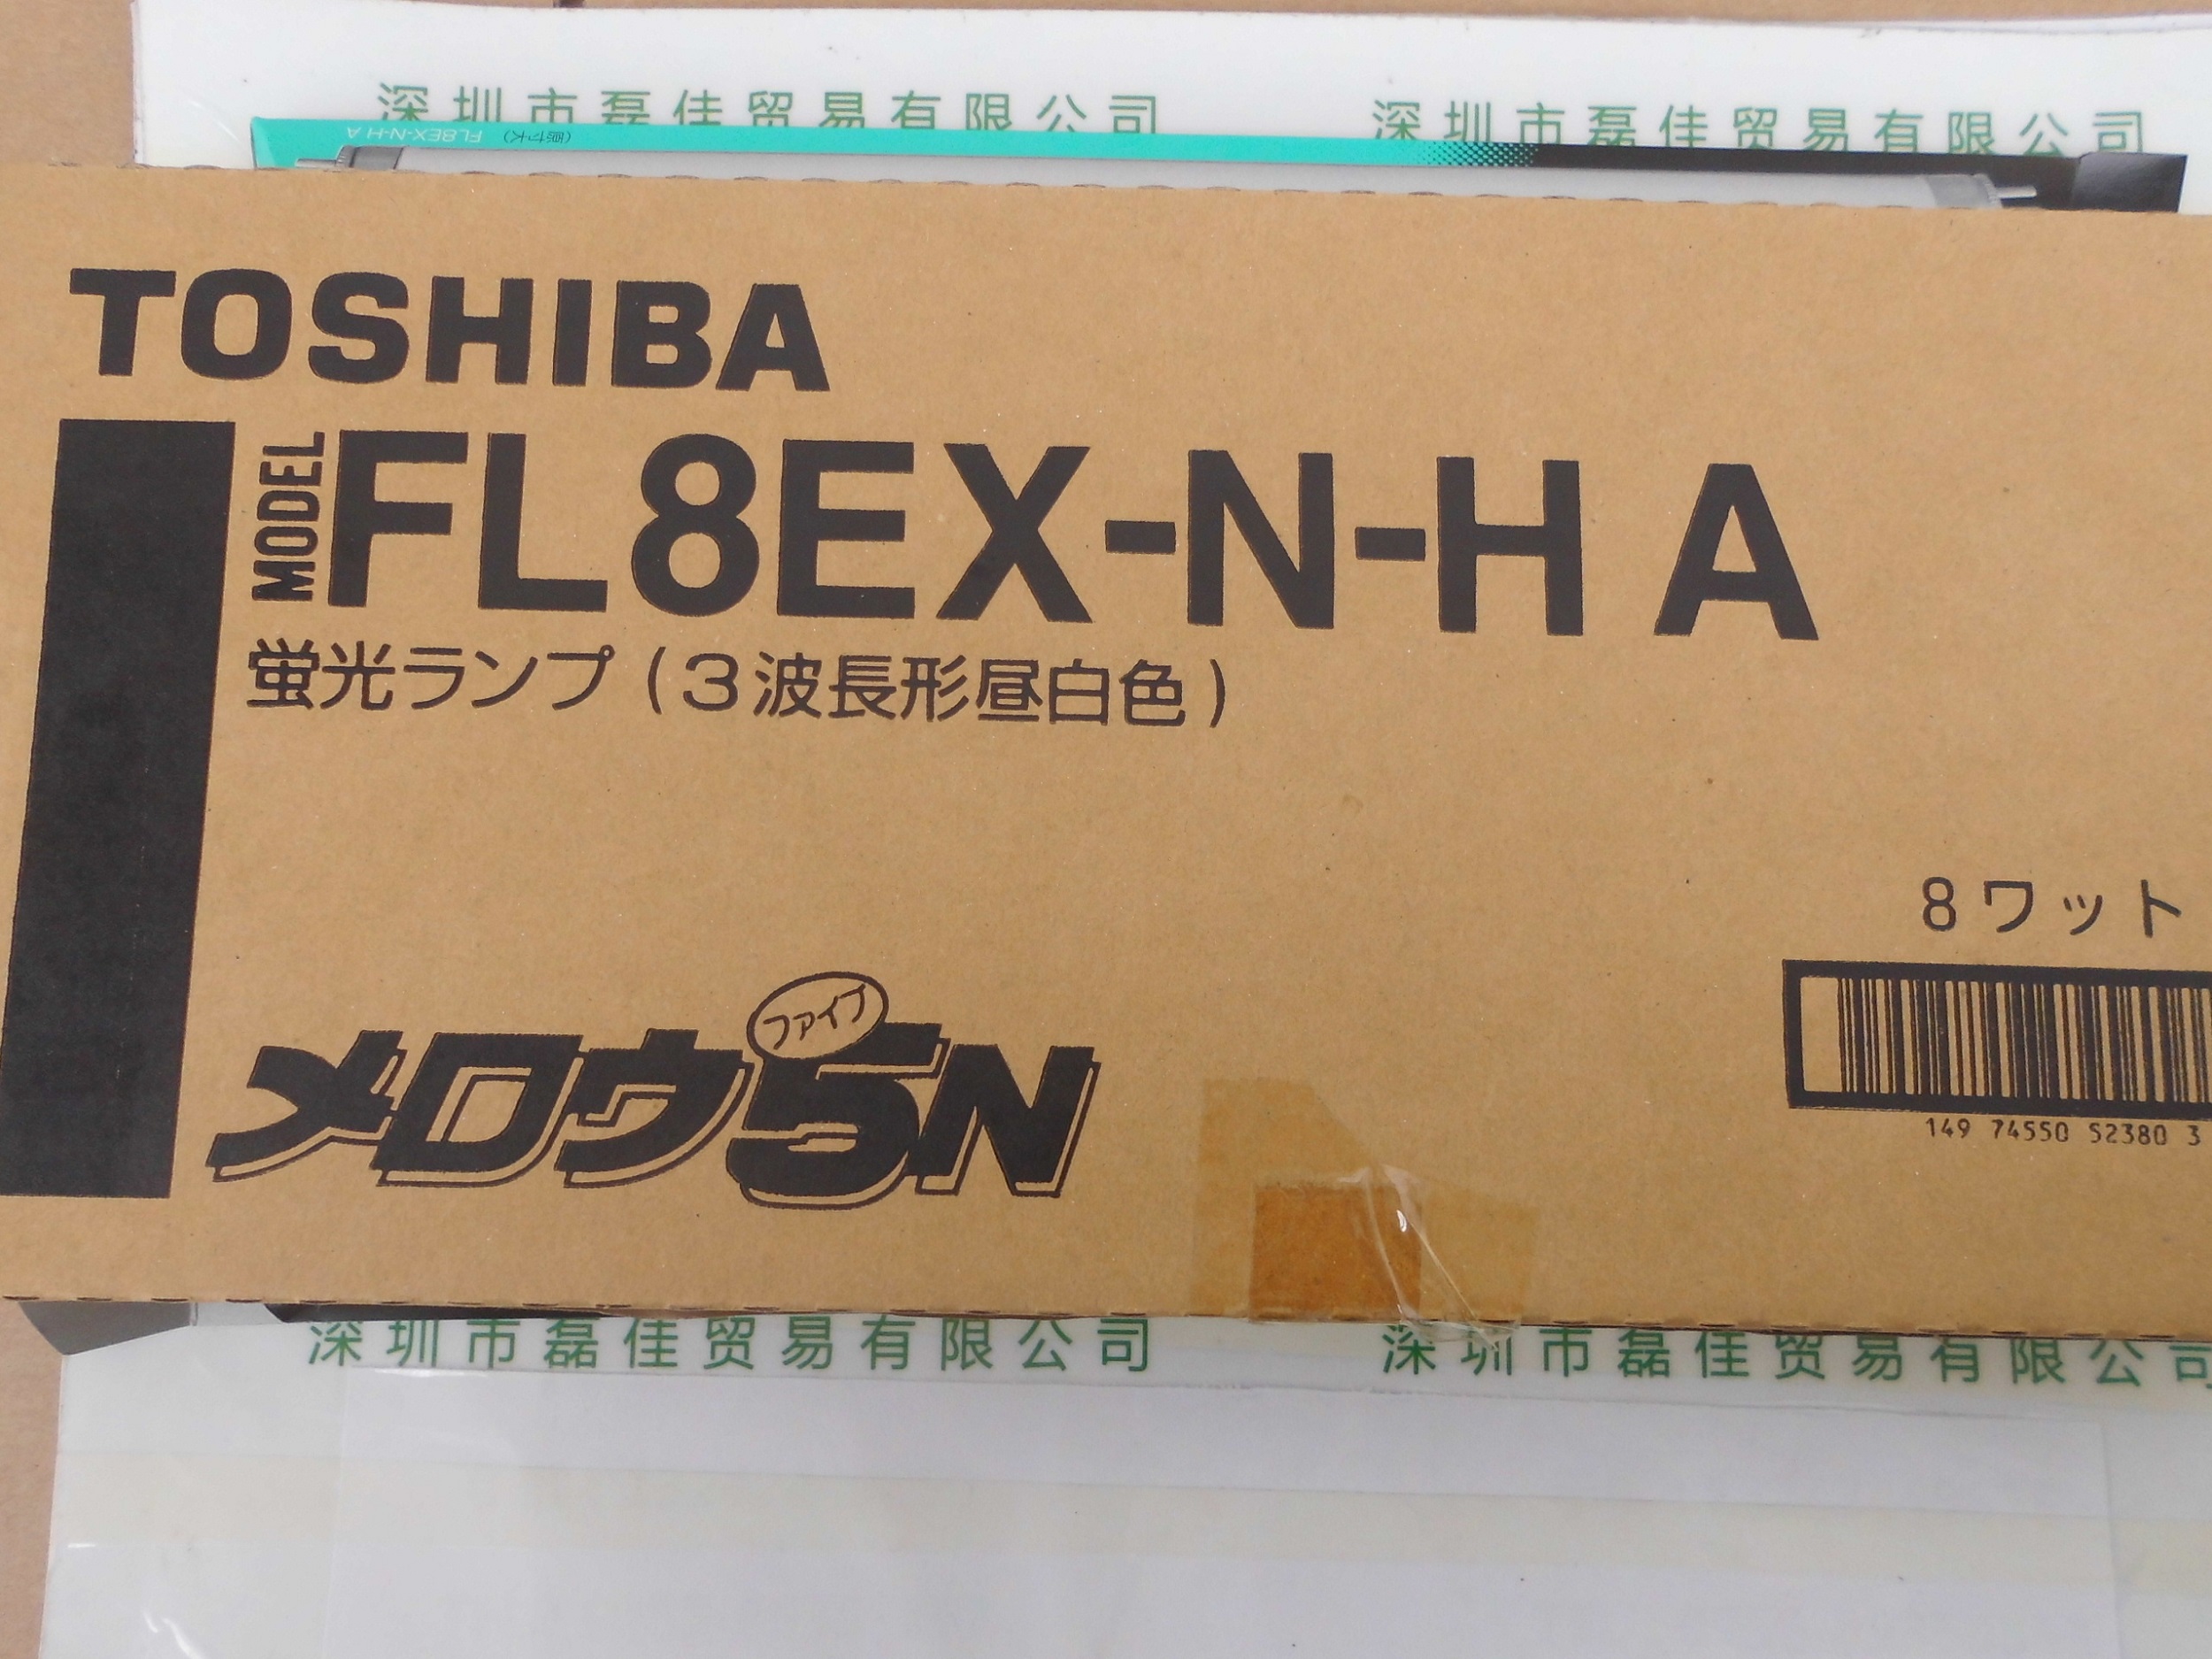 深圳市磊佳贸易有限公司 深圳市磊佳贸易有限公司
FL8EX-N-H A
TOSHIBA
MODEL FL8EX-N-H A
蛍光ランプ(3波長形昼白色)
8ワット
ファイブ
メロウ5N
149 74550 52380 3
深圳市磊佳贸易有限公司 深圳市磊佳贸易有限公司